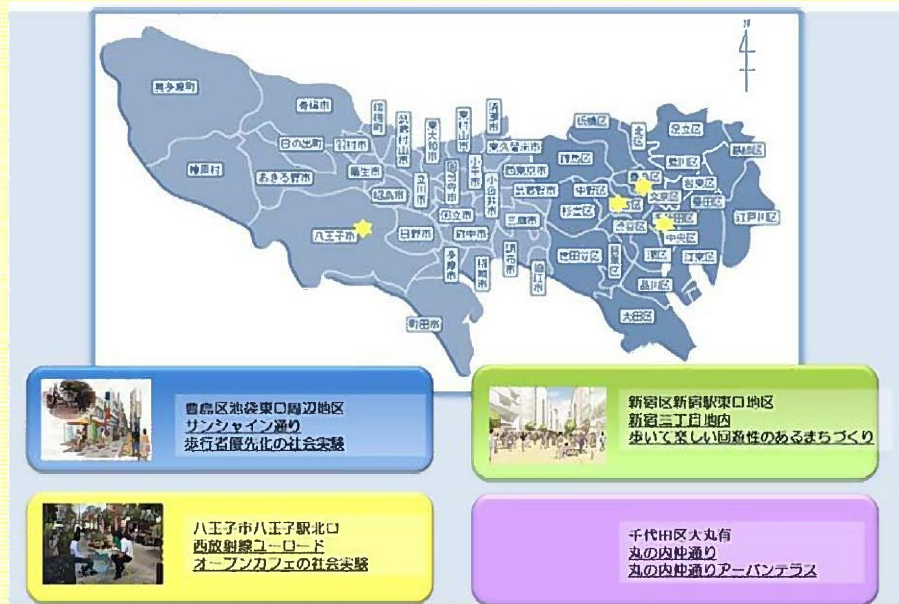 N
奥多摩町
青梅市
瑞穂町
武蔵村山市
東大和市
東村山市
清瀬市
東久留米市
日の出町
羽村市
檜原村
あきる野市
福生市
昭島市
立川市
国分寺市
小平市
小金井市
西東京市
武蔵野市
三鷹市
国立市
府中市
八王子市
日野市
多摩市
稲城市
調布市
狛江市
町田市
板橋区
北区
足立区
葛飾区
練馬区
荒川区
中野区
文京区
台東区
墨田区
杉並区
渋谷区
中央区
江戸川区
世田谷区
目黒区
港区
江東区
品川区
大田区
豊島区池袋東口周辺地区
サンシャイン通り
歩行者優先化の社会実験
新宿区新宿駅東口地区
新宿三丁目地内
歩いて楽しい回遊性のあるまちづくり
八王子市八王子駅北口
西放射線ユーロード
オープンカフェの社会実験
千代田区大丸有
丸の内仲通り
丸の内仲通りアーバンテラス